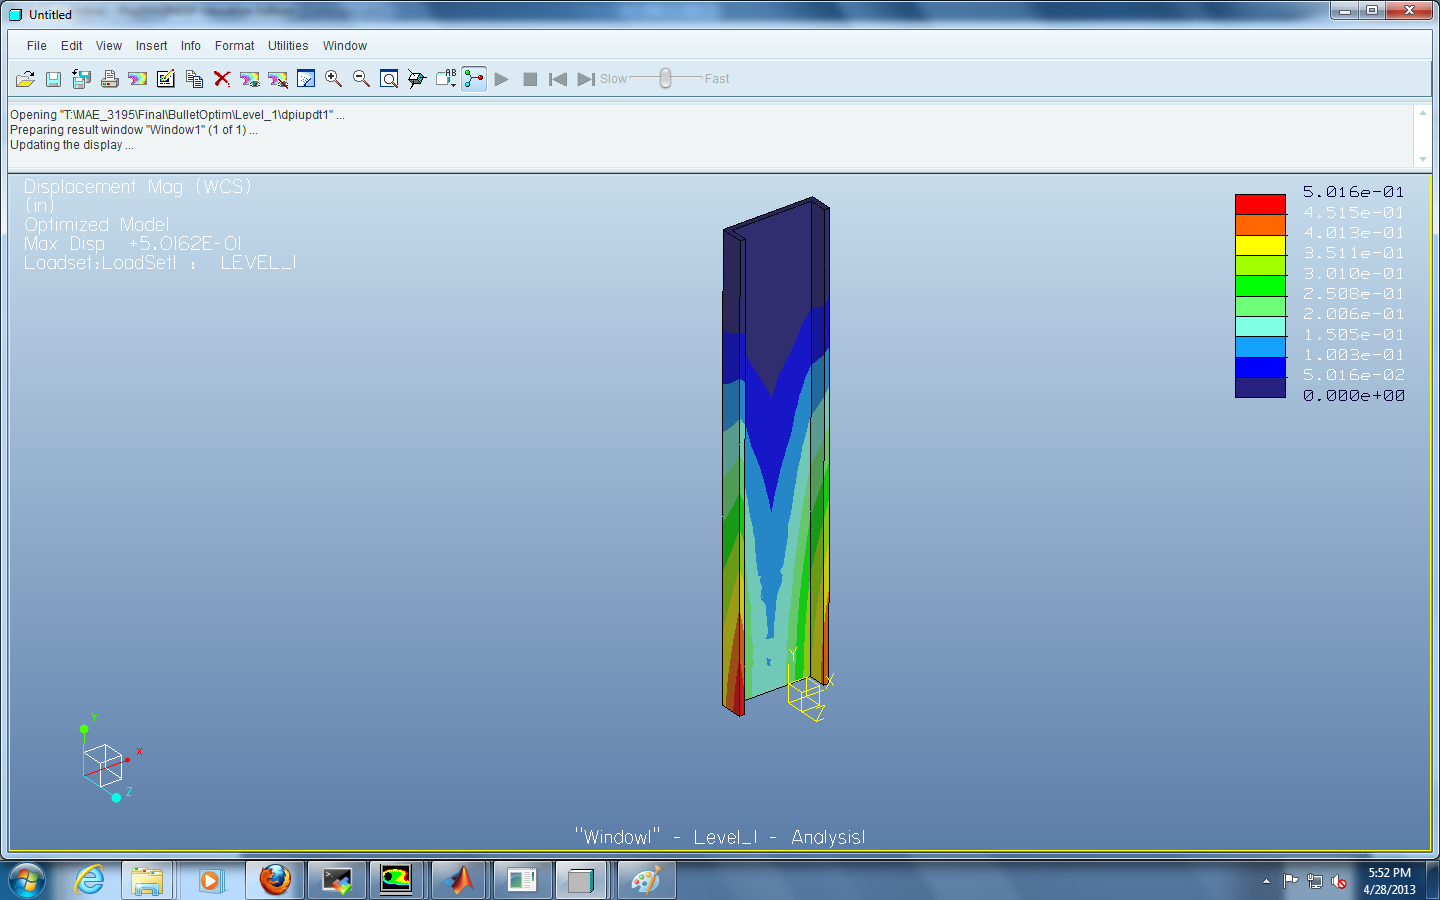 Untitled
File Edit View Insert Info Format Utilities Window
AB
Slow Fast
Opening "T:\MAE_3195\Final\BulletOptim\Level_1\dpiupdt1" ...
Preparing result window "Window1" (1 of 1) ...
Updating the display ...
Displacement Mag (WCS)
(in)
Optimized Model
Max Disp +5.0162E-01
Loadset:LoadSet1 : LEVEL_1
5.016e-01
4.515e-01
4.013e-01
3.511e-01
3.010e-01
2.508e-01
2.006e-01
1.505e-01
1.003e-01
5.016e-02
0.000e+00
Y
X
Z
Y
X
Z
"Window1" - Level_1 - Analysis1
5:52 PM
4/28/2013